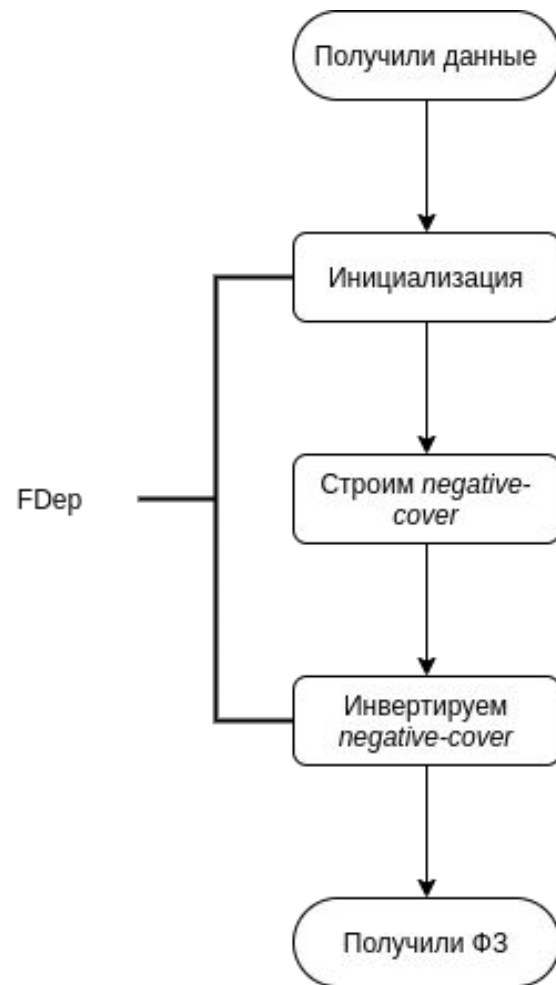 Получили данные
Инициализация
Строим negative-
cover
FDep
Инвертируем
negative-cover
Получили ФЗ